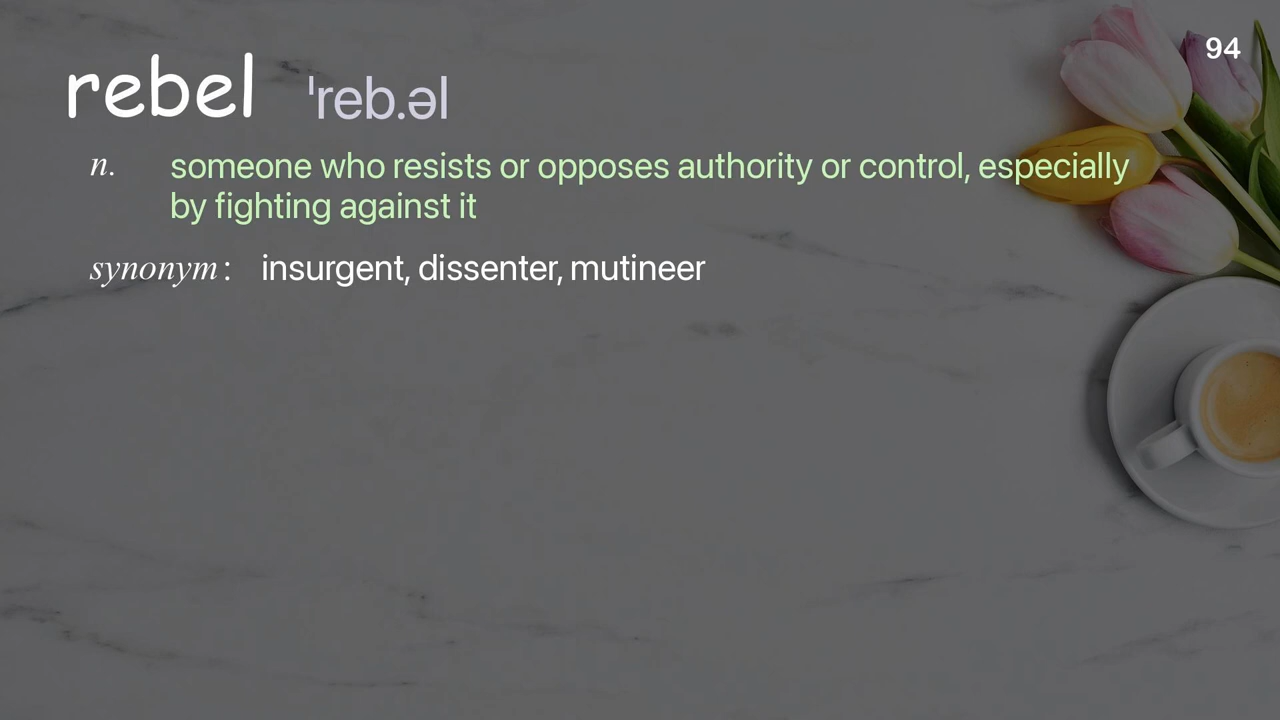 94
rebel ˈreb.əl
n. someone who resists or opposes authority or control, especially
by fighting against it
synonym: insurgent, dissenter, mutineer